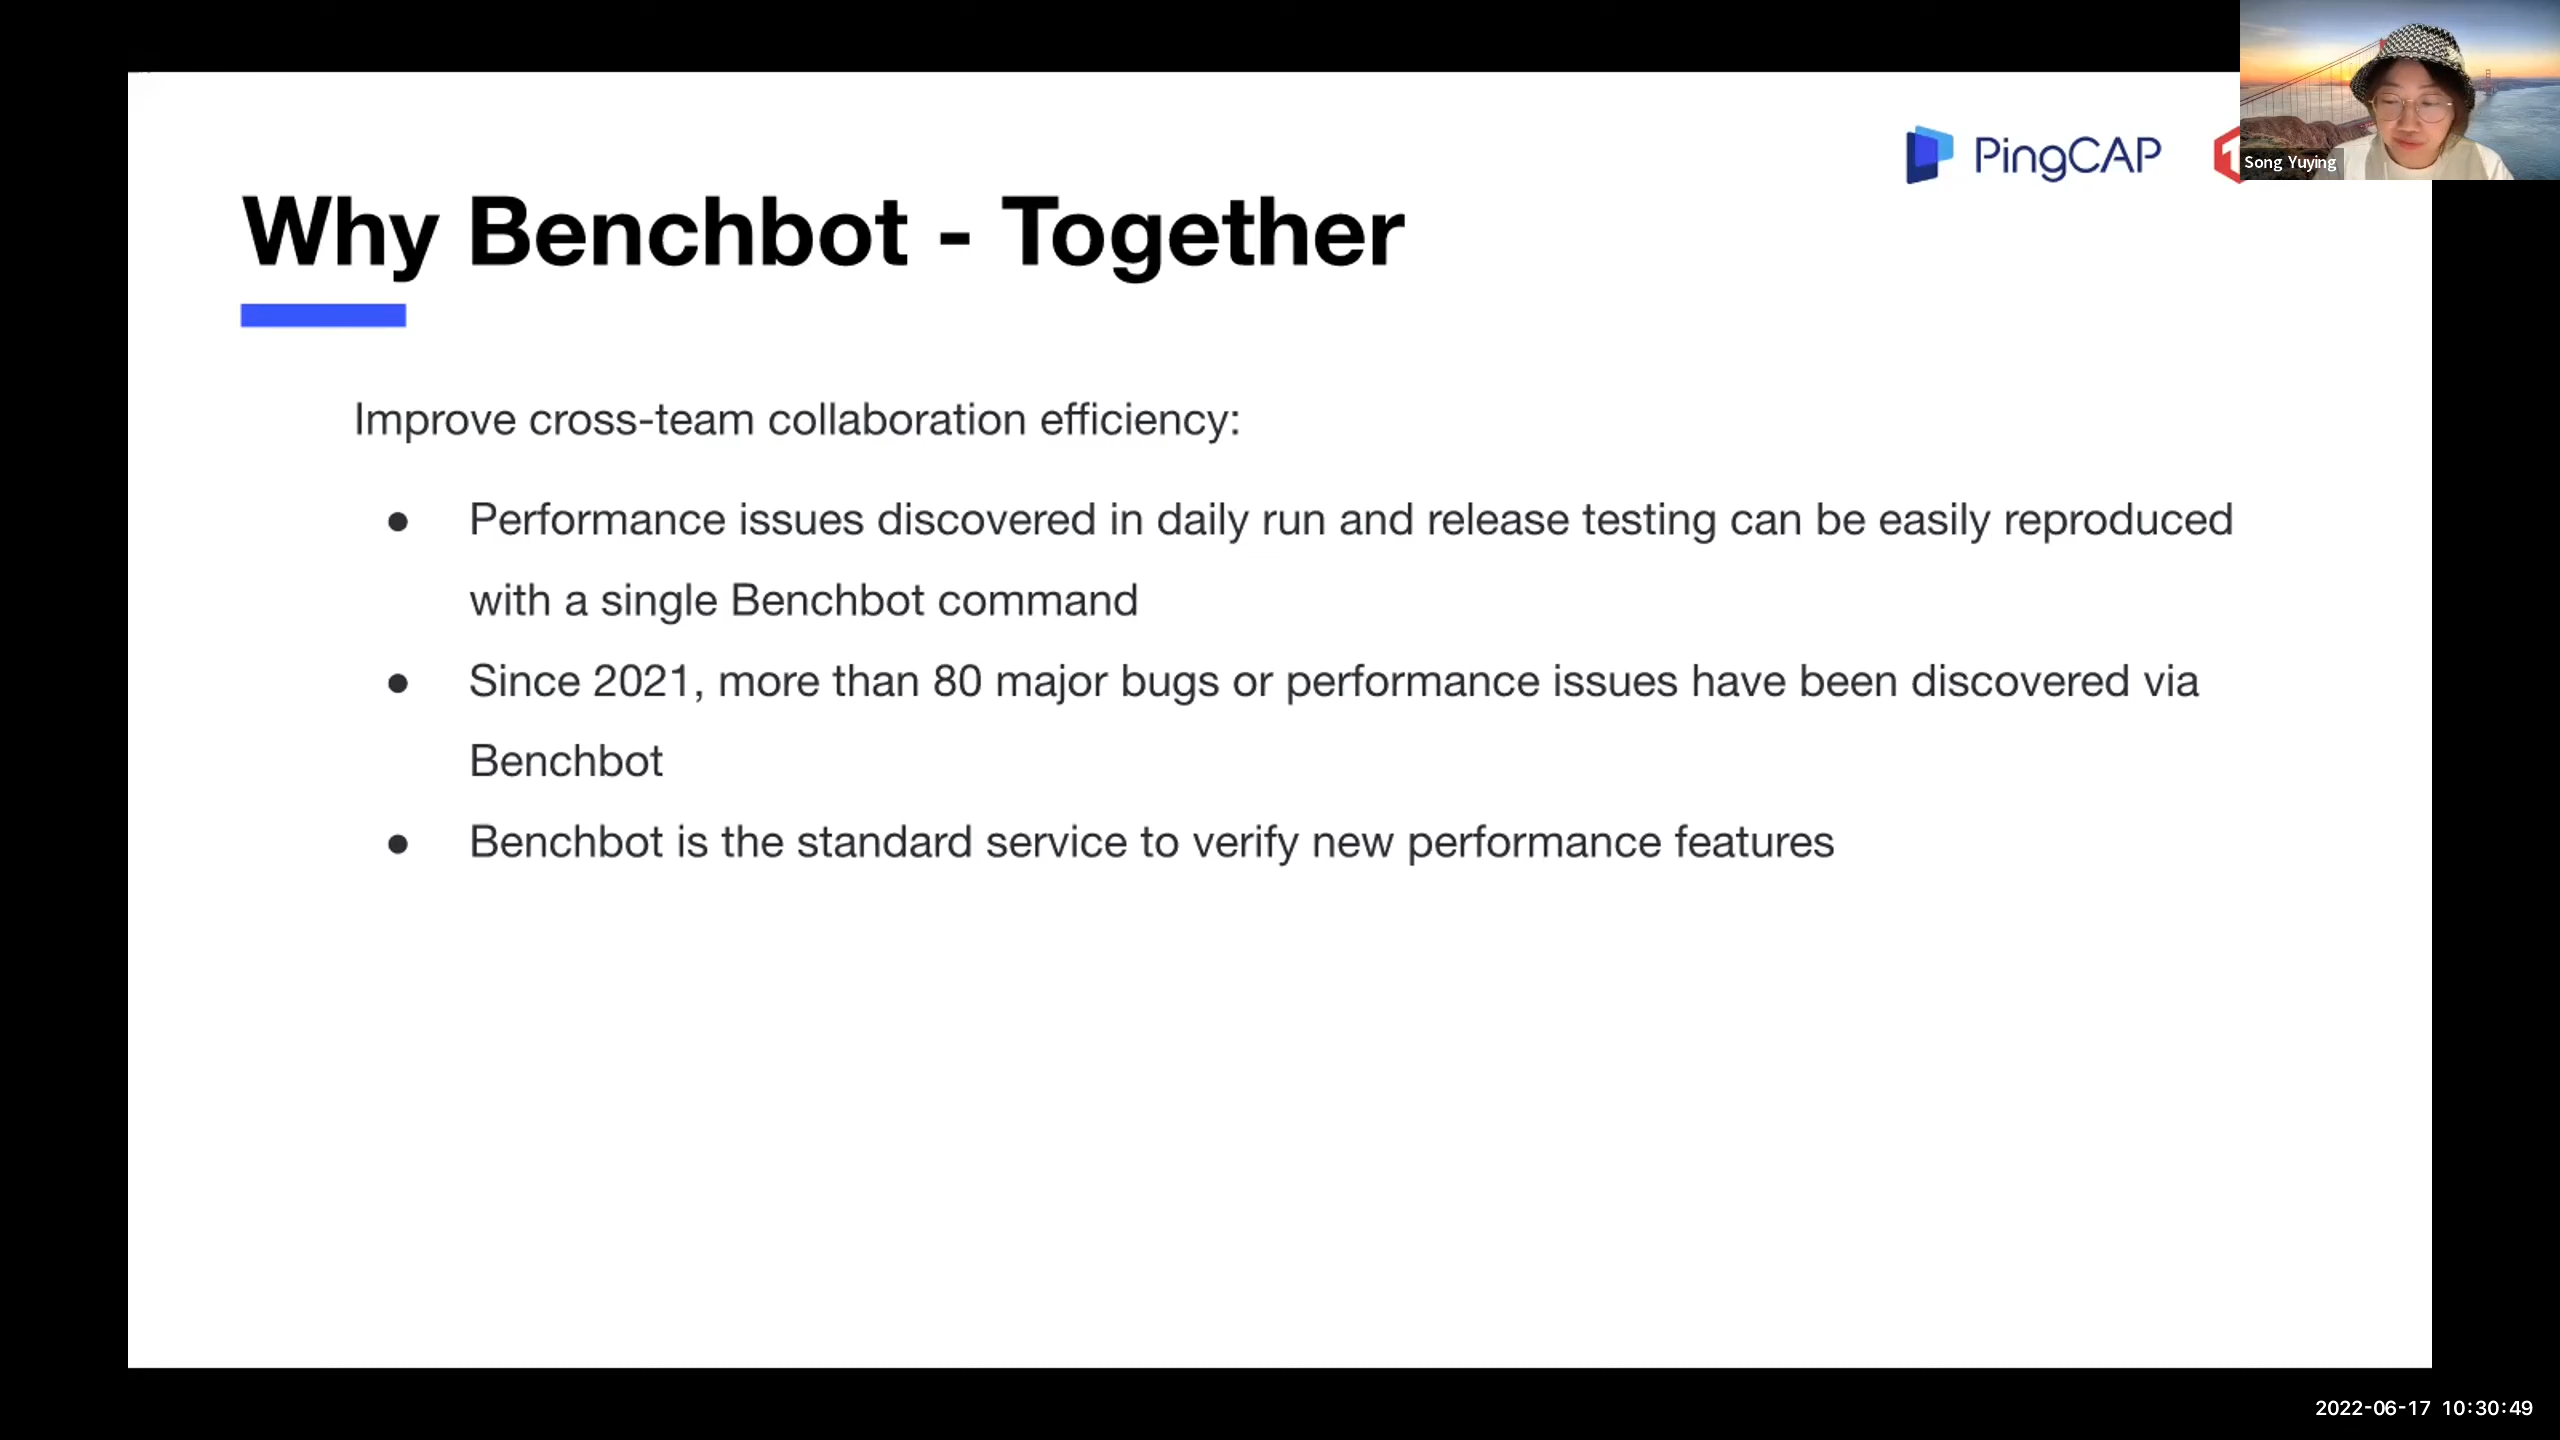 PingCAP
Song Yuying
Why Benchbot - Together
Improve cross-team collaboration efficiency:
● Performance issues discovered in daily run and release testing can be easily reproduced
with a single Benchbot command
● Since 2021, more than 80 major bugs or performance issues have been discovered via
Benchbot
● Benchbot is the standard service to verify new performance features
2022-06-17 10:30:49